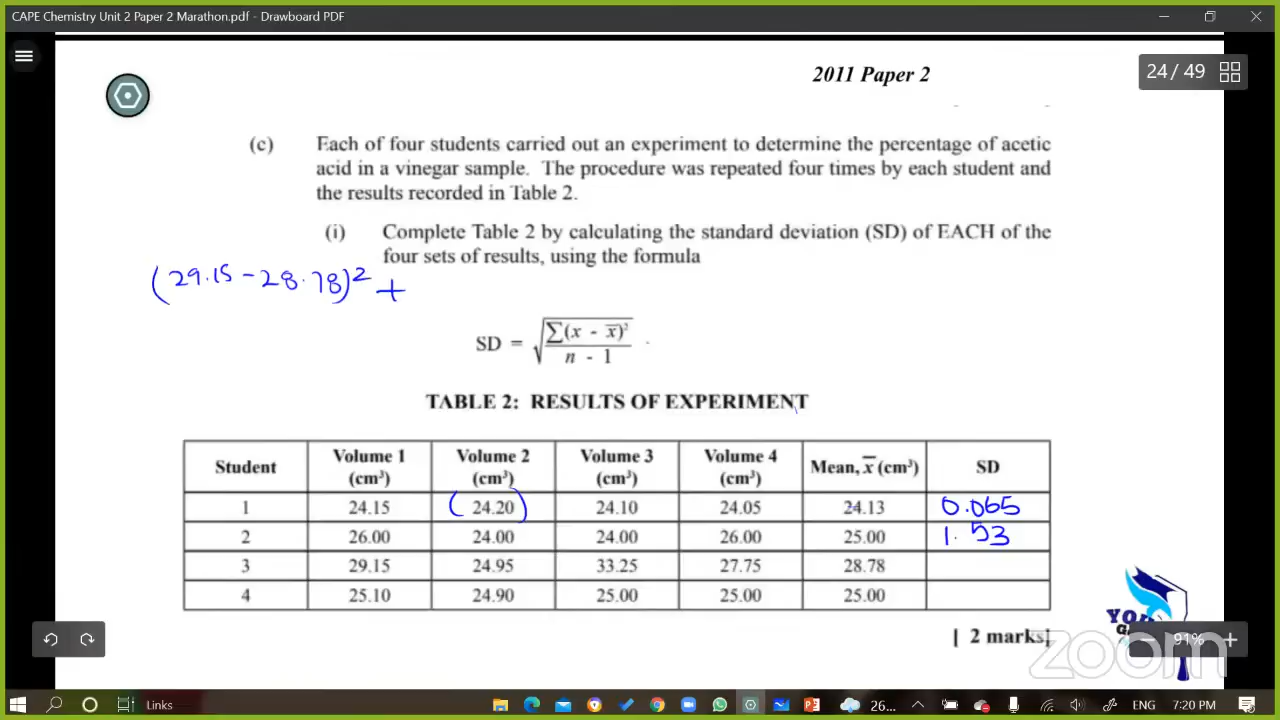 CAPE Chemistry Unit 2 Paper 2 Marathon.pdf - Drawboard PDF
2011 Paper 2
24 / 49
(c) Each of four students carried out an experiment to determine the percentage of acetic
acid in a vinegar sample. The procedure was repeated four times by each student and
the results recorded in Table 2.
(i) Complete Table 2 by calculating the standard deviation (SD) of EACH of the
four sets of results, using the formula
(29.15 - 28.78)² +
SD = √(∑(x - x̅)² / n - 1)
TABLE 2: RESULTS OF EXPERIMENT
Student Volume 1 (cm³) Volume 2 (cm³) Volume 3 (cm³) Volume 4 (cm³) Mean, x̅ (cm³) SD
1 24.15 (24.20) 24.10 24.05 24.13 0.065
2 26.00 24.00 24.00 26.00 25.00 1.53
3 29.15 24.95 33.25 27.75 28.78
4 25.10 24.90 25.00 25.00 25.00
[ 2 marks]
91%
zoom
Links
26...
ENG
7:20 PM